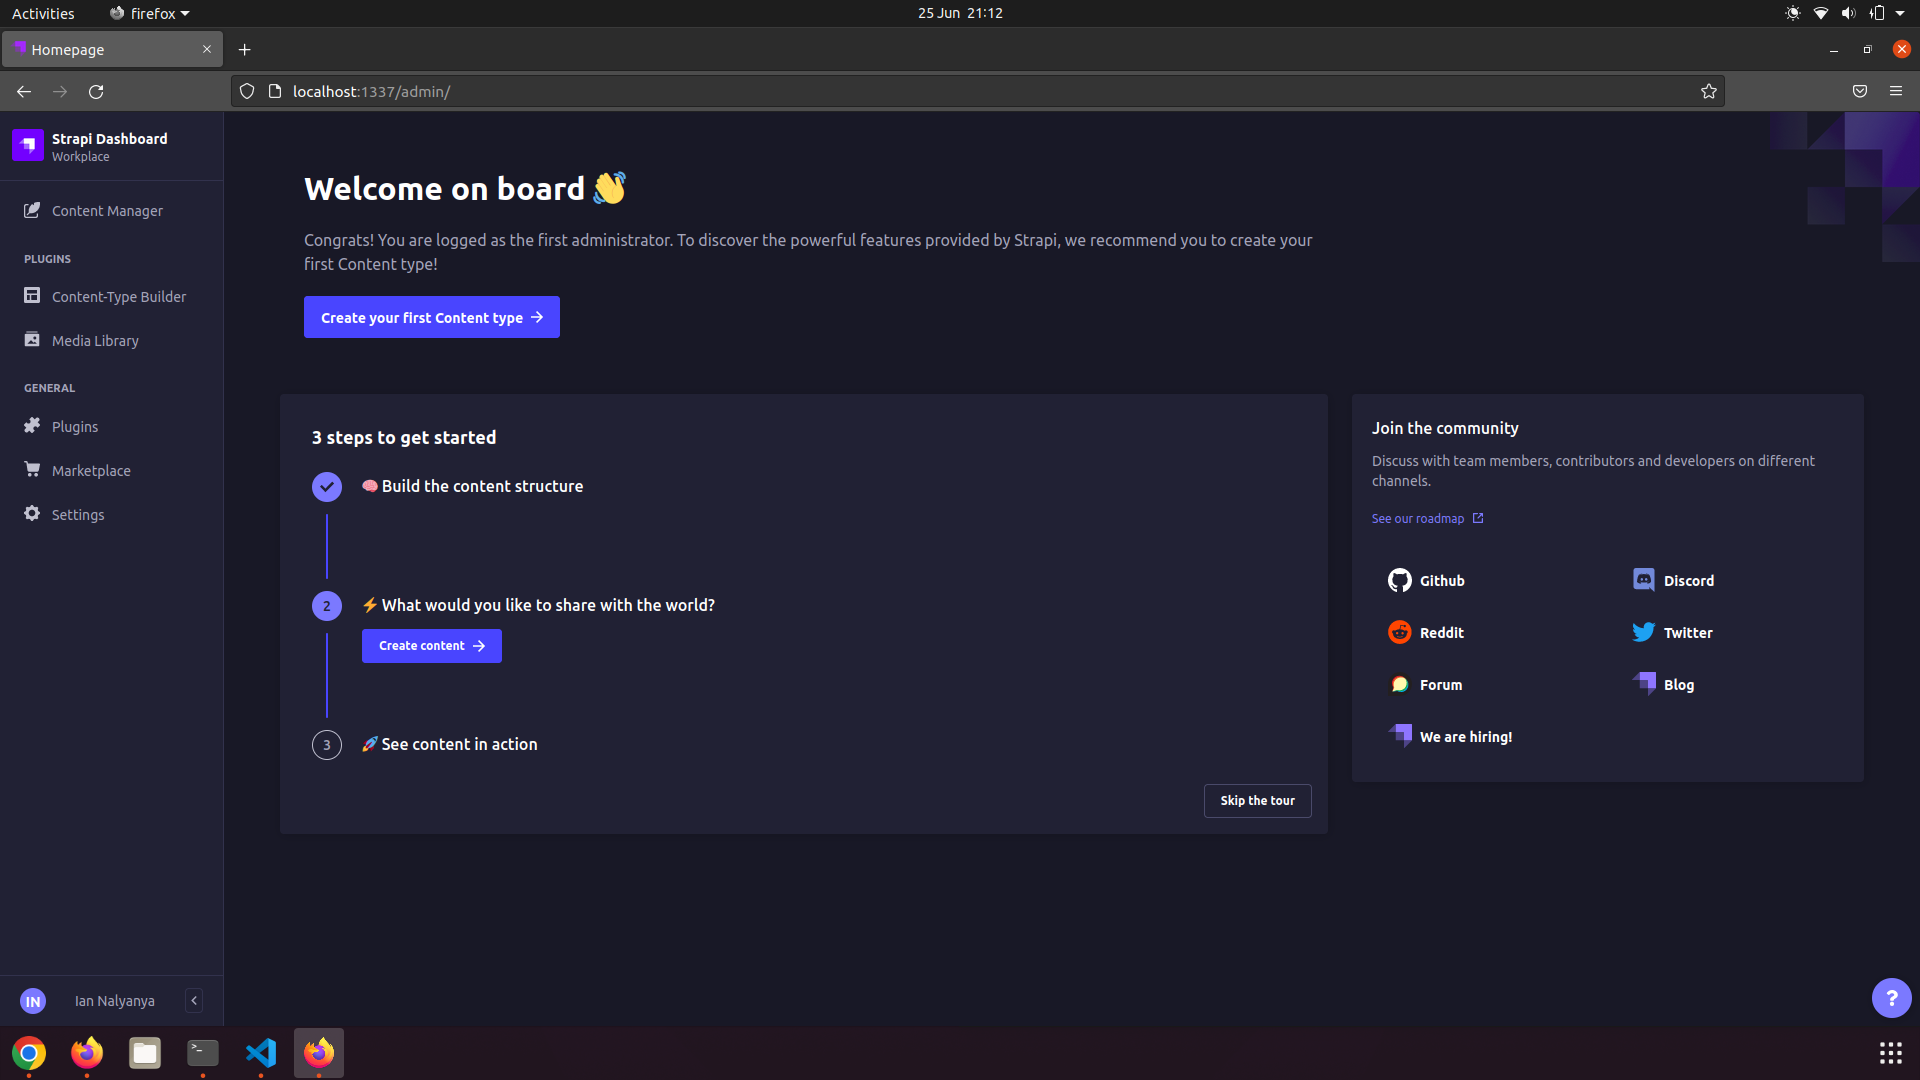 Activities
firefox
25 Jun 21:12
Homepage
localhost:1337/admin/
Strapi Dashboard
Workplace
Content Manager
PLUGINS
Content-Type Builder
Media Library
GENERAL
Plugins
Marketplace
Settings
IN
Ian Nalyanya
Welcome on board
Congrats! You are logged as the first administrator. To discover the powerful features provided by Strapi, we recommend you to create your
first Content type!
Create your first Content type
3 steps to get started
Build the content structure
2
What would you like to share with the world?
Create content
3
See content in action
Skip the tour
Join the community
Discuss with team members, contributors and developers on different
channels.
See our roadmap
Github
Discord
Reddit
Twitter
Forum
Blog
We are hiring!
?